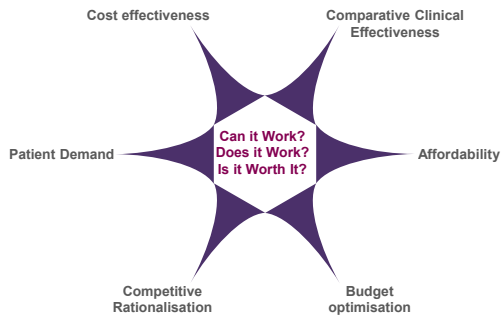 Cost effectiveness
Comparative Clinical
Effectiveness
Can it Work?
Does it Work?
Is it Worth It?
Patient Demand
Affordability
Competitive
Rationalisation
Budget
optimisation